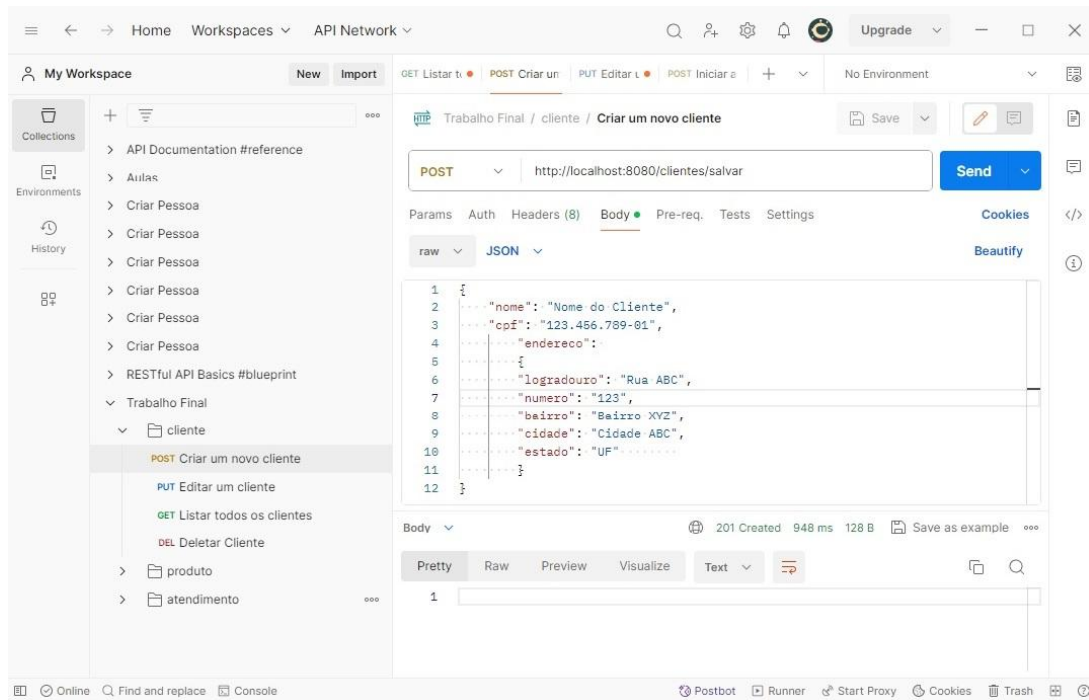 Home Workspaces API Network Upgrade
My Workspace New Import GET Listar t POST Criar un PUT Editar u POST Iniciar a No Environment
Collections
Environments
History
API Documentation #reference
Aulas
Criar Pessoa
Criar Pessoa
Criar Pessoa
Criar Pessoa
Criar Pessoa
Criar Pessoa
RESTful API Basics #blueprint
Trabalho Final
cliente
POST Criar um novo cliente
PUT Editar um cliente
GET Listar todos os clientes
DEL Deletar Cliente
produto
atendimento
HTTP Trabalho Final / cliente / Criar um novo cliente Save
POST http://localhost:8080/clientes/salvar Send
Params Auth Headers (8) Body Pre-req. Tests Settings Cookies
raw JSON Beautify
1 {
2 "nome": "Nome do Cliente",
3 "cpf": "123.456.789-01",
4 "endereco":
5 {
6 "logradouro": "Rua ABC",
7 "numero": "123",
8 "bairro": "Bairro XYZ",
9 "cidade": "Cidade ABC",
10 "estado": "UF"
11 }
12 }
Body 201 Created 948 ms 128 B Save as example
Pretty Raw Preview Visualize Text
1
Online Find and replace Console Postbot Runner Start Proxy Cookies Trash